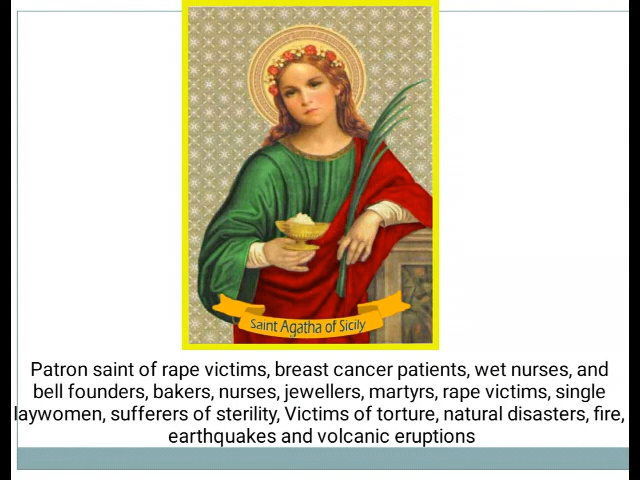 Saint Agatha of Sicily
Patron saint of rape victims, breast cancer patients, wet nurses, and
bell founders, bakers, nurses, jewellers, martyrs, rape victims, single
laywomen, sufferers of sterility, Victims of torture, natural disasters, fire,
earthquakes and volcanic eruptions